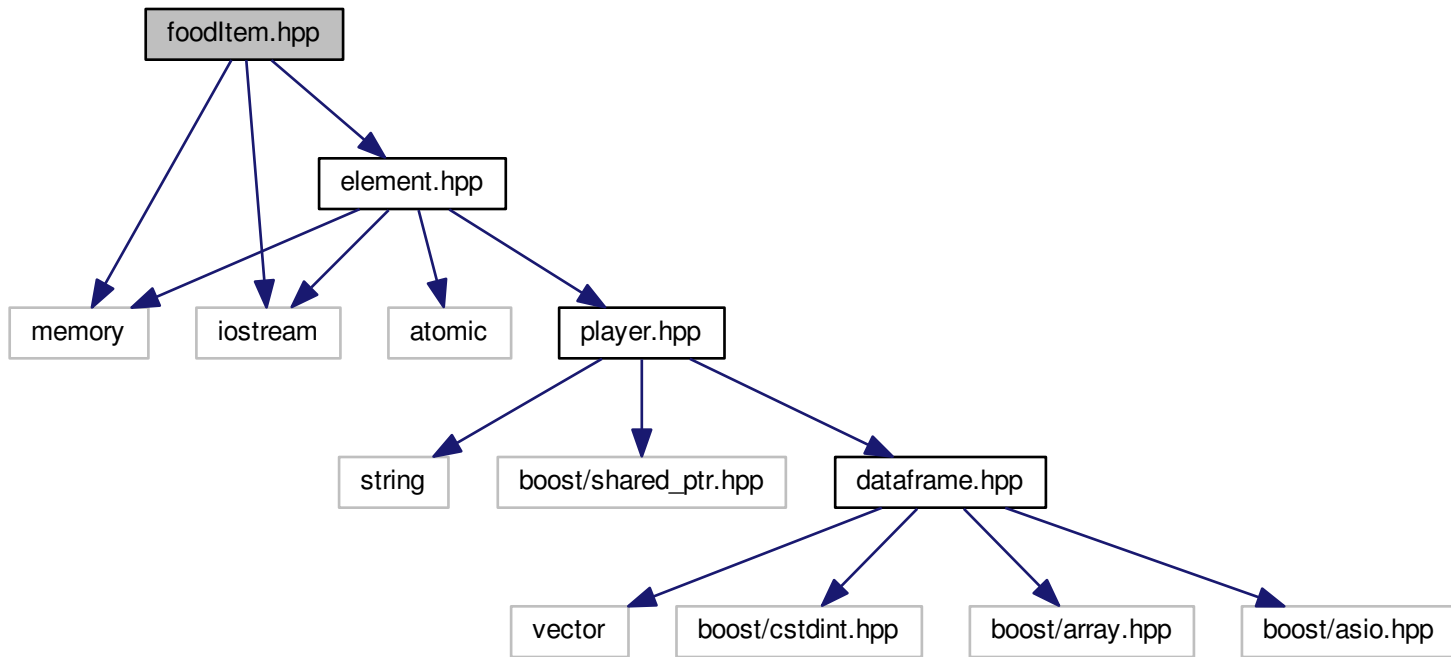 foodItem.hpp
element.hpp
memory
iostream
atomic
player.hpp
string
boost/shared_ptr.hpp
dataframe.hpp
vector
boost/cstdint.hpp
boost/array.hpp
boost/asio.hpp